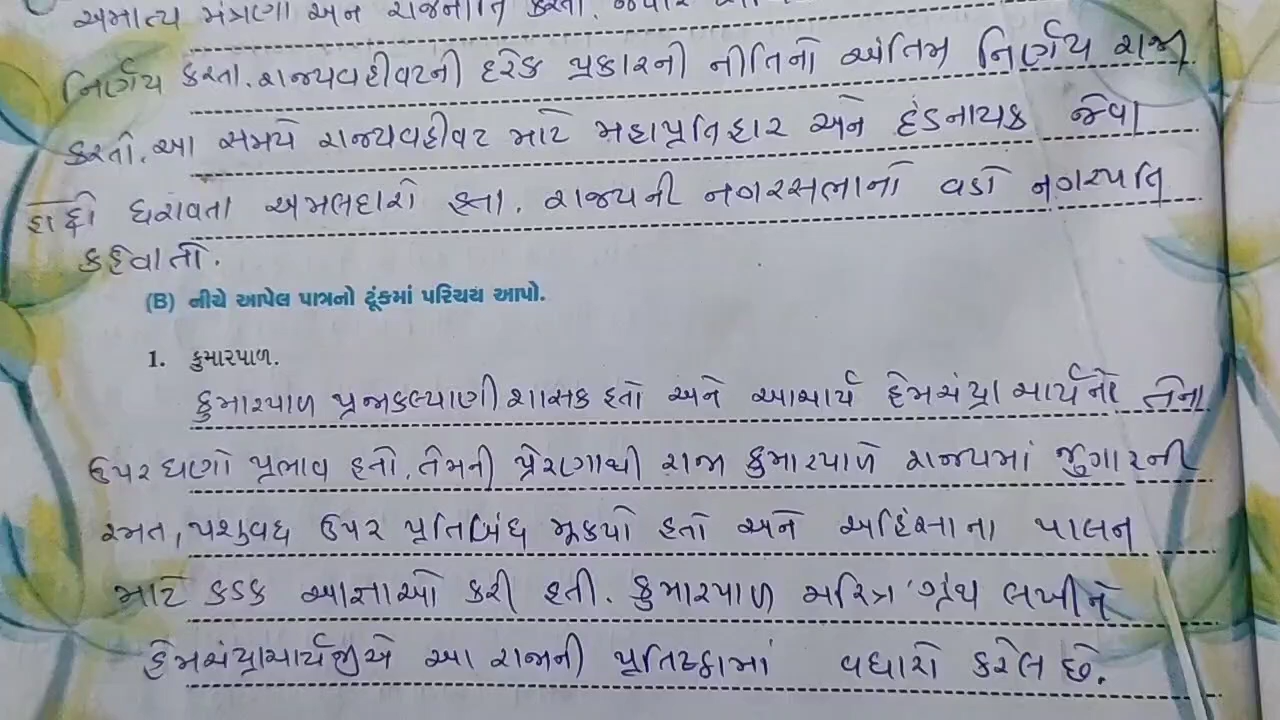 અમાત્ય મંત્રણા અને રાજનીતિ કરતા.
નિર્ણય કરતા. રાજ્યવહીવટની દરેક પ્રકારની નીતિનો અંતિમ નિર્ણય રાજા
કરતો. આ સમયે રાજ્યવહીવટ માટે મહાપ્રતિહાર અને દંડનાયક જેવા
હોદ્દો ધરાવતા અમલદારો હતા. રાજ્યની નગરસભાનો વડો નગરપતિ
કહેવાતો.
(B) નીચે આપેલ પાત્રનો ટૂંકમાં પરિચય આપો.
1. કુમારપાળ.
કુમારપાળ પ્રજાકલ્યાણી શાસક હતો અને આચાર્ય હેમચંદ્રાચાર્યનો તેના
ઉપર ઘણો પ્રભાવ હતો. તેમની પ્રેરણાથી રાજા કુમારપાળે રાજ્યમાં જુગારની
રમત, પશુવધ ઉપર પ્રતિબંધ મૂક્યો હતો અને અહિંસાના પાલન
માટે કડક આજ્ઞાઓ કરી હતી. કુમારપાળ ચરિત્ર 'ગ્રંથ લખીને
હેમચંદ્રાચાર્યજીએ આ રાજાની પ્રતિષ્ઠામાં વધારો કરેલ છે.